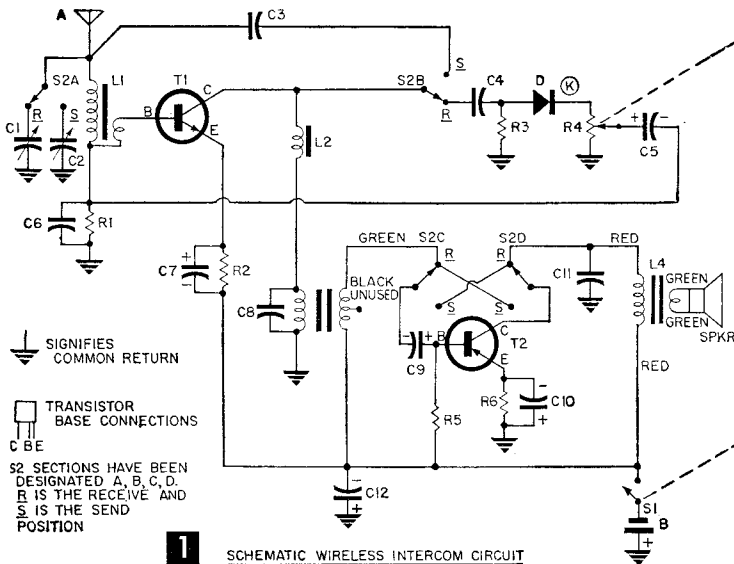 A
C3
S
S2A
L1
T1
C
B
E
S2B
R
C4
D
K
R3
R4
+ -
C5
C1
R
S
C2
L2
C6
R1
GREEN
S2C
R
S2D
R
RED
C7
+
-
R2
C8
BLACK
UNUSED
S
S
C11
L4
GREEN
GREEN
SPKR
C
- +
B
T2
C9
E
RED
R5
R6
-
C10
+
SIGNIFIES
COMMON RETURN
TRANSISTOR
BASE CONNECTIONS
C B E
S2 SECTIONS HAVE BEEN
DESIGNATED A, B, C, D.
R IS THE RECEIVE AND
S IS THE SEND
POSITION
-
C12
+
S1
B
+
1 SCHEMATIC WIRELESS INTERCOM CIRCUIT